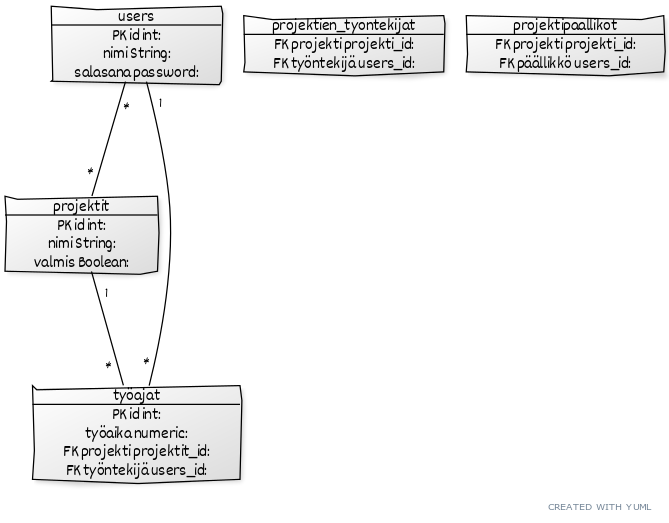 users
PK id int:
nimi String:
salasana password:
projektien_tyontekijat
FK projekti projekti_id:
FK työntekijä users_id:
projektipaallikot
FK projekti projekti_id:
FK päällikkö users_id:
*
1
*
projektit
PK id int:
nimi String:
valmis Boolean:
1
*
*
työajat
PK id int:
työaika numeric:
FK projekti projektit_id:
FK työntekijä users_id:
CREATED WITH YUML